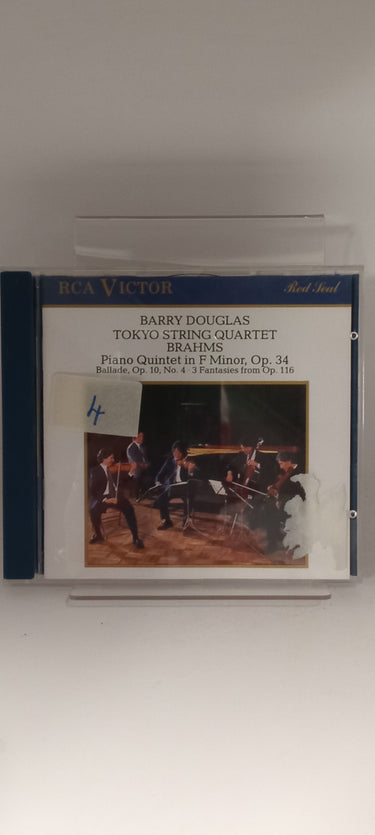 RCA VICTOR Red Seal
BARRY DOUGLAS
TOKYO STRING QUARTET
BRAHMS
Piano Quintet in F Minor, Op. 34
Ballade, Op. 10, No. 4 · 3 Fantasies from Op. 116
4